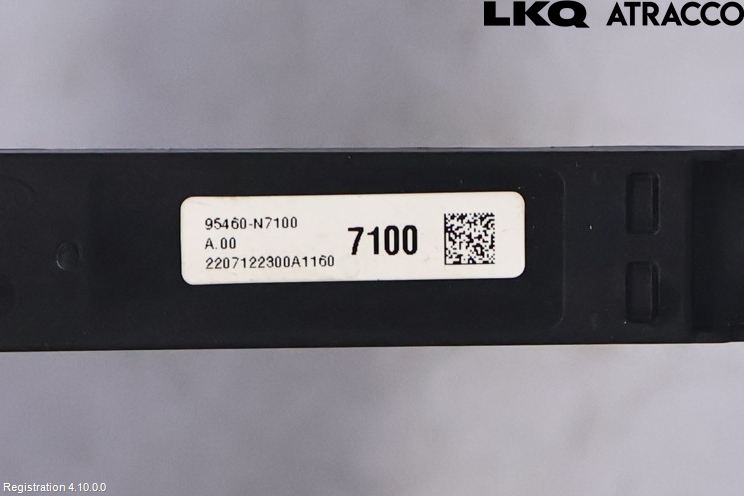 LKQ ATRACCO
95460-N7100
A.00
2207122300A1160
7100
Registration 4.10.0.0